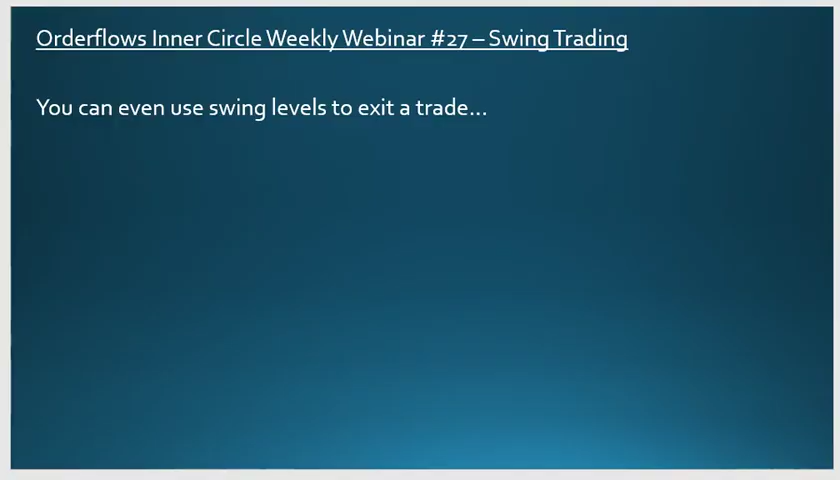 Orderflows Inner Circle Weekly Webinar #27 – Swing Trading
You can even use swing levels to exit a trade…